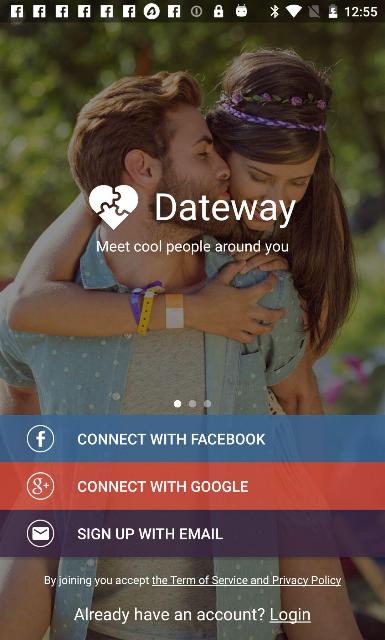 12:55
Dateway
Meet cool people around you
CONNECT WITH FACEBOOK
CONNECT WITH GOOGLE
SIGN UP WITH EMAIL
By joining you accept the Term of Service and Privacy Policy
Already have an account? Login